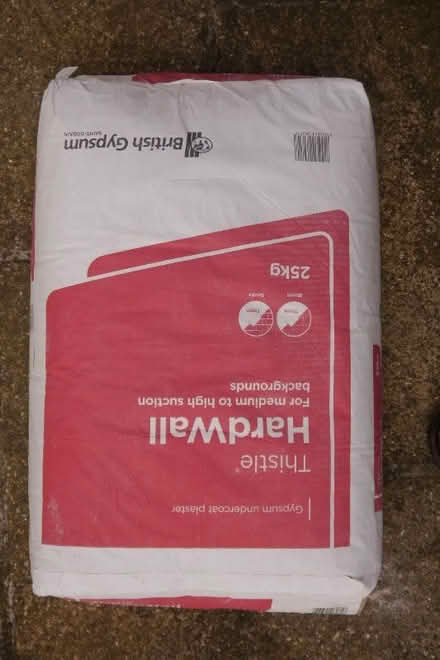 Gypsum undercoat plaster
Thistle®
HardWall
For medium to high suction
backgrounds
25kg
British Gypsum
SAINT-GOBAIN